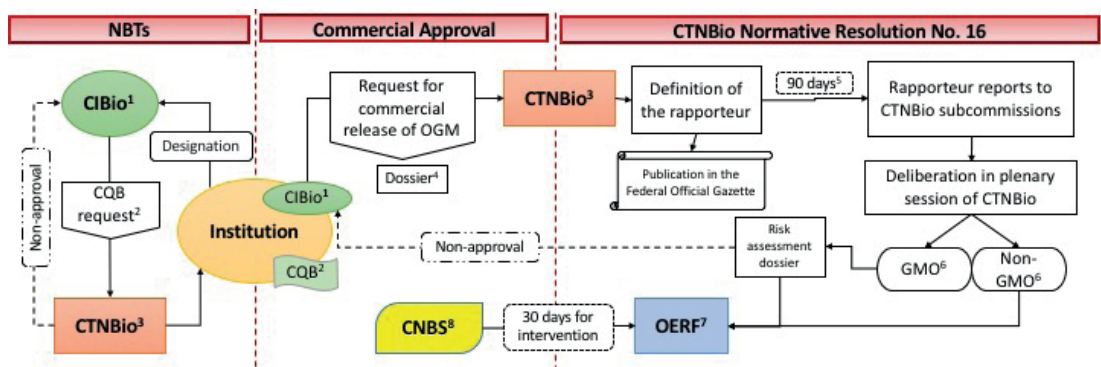 NBTs
Commercial Approval
CTNBio Normative Resolution No. 16
CIBio¹
Designation
Non-approval
CQB
request²
CTNBio³
Institution
CIBio¹
CQB²
Request for
commercial
release of OGM
Dossier⁴
CTNBio³
Definition of
the rapporteur
90 days⁵
Rapporteur reports to
CTNBio subcommissions
Publication in the
Federal Official Gazette
Deliberation in plenary
session of CTNBio
Non-approval
Risk
assessment
dossier
GMO⁶
Non-
GMO⁶
CNBS⁸
30 days for
intervention
OERF⁷